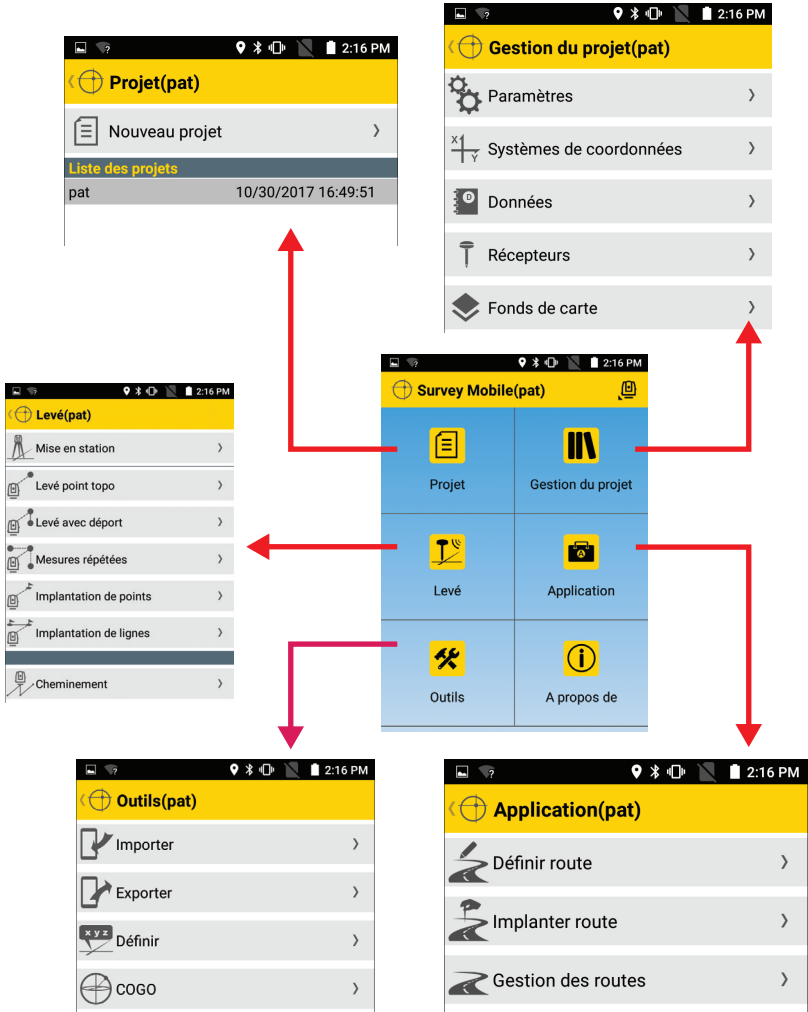 2:16 PM
Projet(pat)
Nouveau projet
Liste des projets
pat 10/30/2017 16:49:51
2:16 PM
Gestion du projet(pat)
Paramètres
X Y Systèmes de coordonnées
D Données
Récepteurs
Fonds de carte
2:16 PM
Levé(pat)
Mise en station
Levé point topo
Levé avec déport
Mesures répétées
Implantation de points
Implantation de lignes
Cheminement
2:16 PM
Survey Mobile(pat)
Projet
Gestion du projet
Levé
A
Application
Outils
A propos de
2:16 PM
Outils(pat)
Importer
Exporter
x y z Définir
COGO
2:16 PM
Application(pat)
Définir route
Implanter route
Gestion des routes